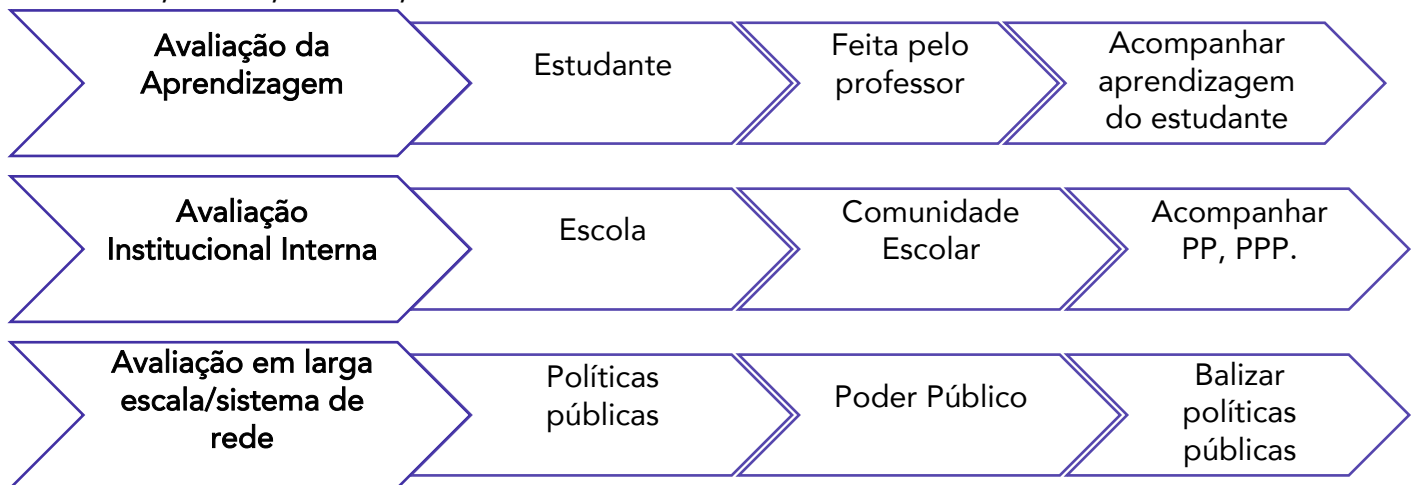 Avaliação da
Aprendizagem
Estudante
Feita pelo
professor
Acompanhar
aprendizagem
do estudante
Avaliação
Institucional Interna
Escola
Comunidade
Escolar
Acompanhar
PP, PPP.
Avaliação em larga
escala/sistema de
rede
Políticas
públicas
Poder Público
Balizar
políticas
públicas